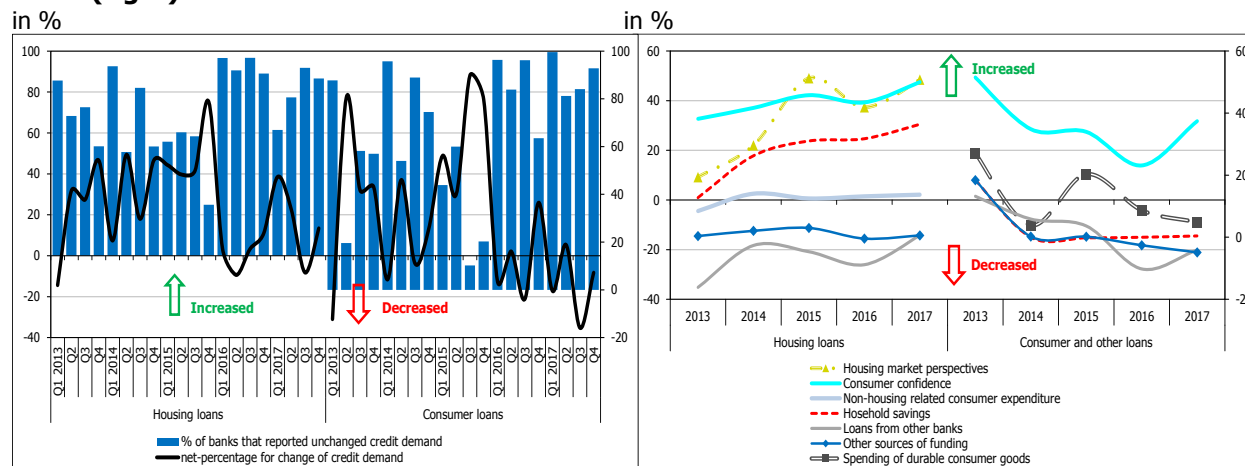 in %
100
80
60
40
20
0
-20
-40
100
80
60
40
20
0
-20
Increased
Decreased
Q1 2013
Q2
Q3
Q4
Q1 2014
Q2
Q3
Q4
Q1 2015
Q2
Q3
Q4
Q1 2016
Q2
Q3
Q4
Q1 2017
Q2
Q3
Q4
Q1 2013
Q2
Q3
Q4
Q1 2014
Q2
Q3
Q4
Q1 2015
Q2
Q3
Q4
Q1 2016
Q2
Q3
Q4
Q1 2017
Q2
Q3
Q4
Housing loans
Consumer loans
% of banks that reported unchanged credit demand
net-percentage for change of credit demand
in %
60
40
20
0
-20
-40
60
40
20
0
-20
Increased
Decreased
2013
2014
2015
2016
2017
2013
2014
2015
2016
2017
Housing loans
Consumer and other loans
Housing market perspectives
Consumer confidence
Non-housing related consumer expenditure
Hosehold savings
Loans from other banks
Other sources of funding
Spending of durable consumer goods